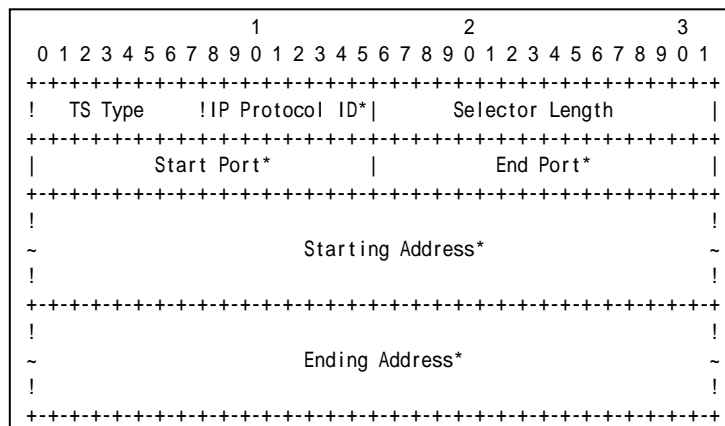 1                   2                   3
 0 1 2 3 4 5 6 7 8 9 0 1 2 3 4 5 6 7 8 9 0 1 2 3 4 5 6 7 8 9 0 1
+-+-+-+-+-+-+-+-+-+-+-+-+-+-+-+-+-+-+-+-+-+-+-+-+-+-+-+-+-+-+-+-+
!   TS Type     !IP Protocol ID*|       Selector Length         |
+-+-+-+-+-+-+-+-+-+-+-+-+-+-+-+-+-+-+-+-+-+-+-+-+-+-+-+-+-+-+-+-+
|           Start Port*         |           End Port*           |
+-+-+-+-+-+-+-+-+-+-+-+-+-+-+-+-+-+-+-+-+-+-+-+-+-+-+-+-+-+-+-+-+
!                                                               !
~                         Starting Address*                     ~
!                                                               !
+-+-+-+-+-+-+-+-+-+-+-+-+-+-+-+-+-+-+-+-+-+-+-+-+-+-+-+-+-+-+-+-+
!                                                               !
~                         Ending Address*                       ~
!                                                               !
+-+-+-+-+-+-+-+-+-+-+-+-+-+-+-+-+-+-+-+-+-+-+-+-+-+-+-+-+-+-+-+-+